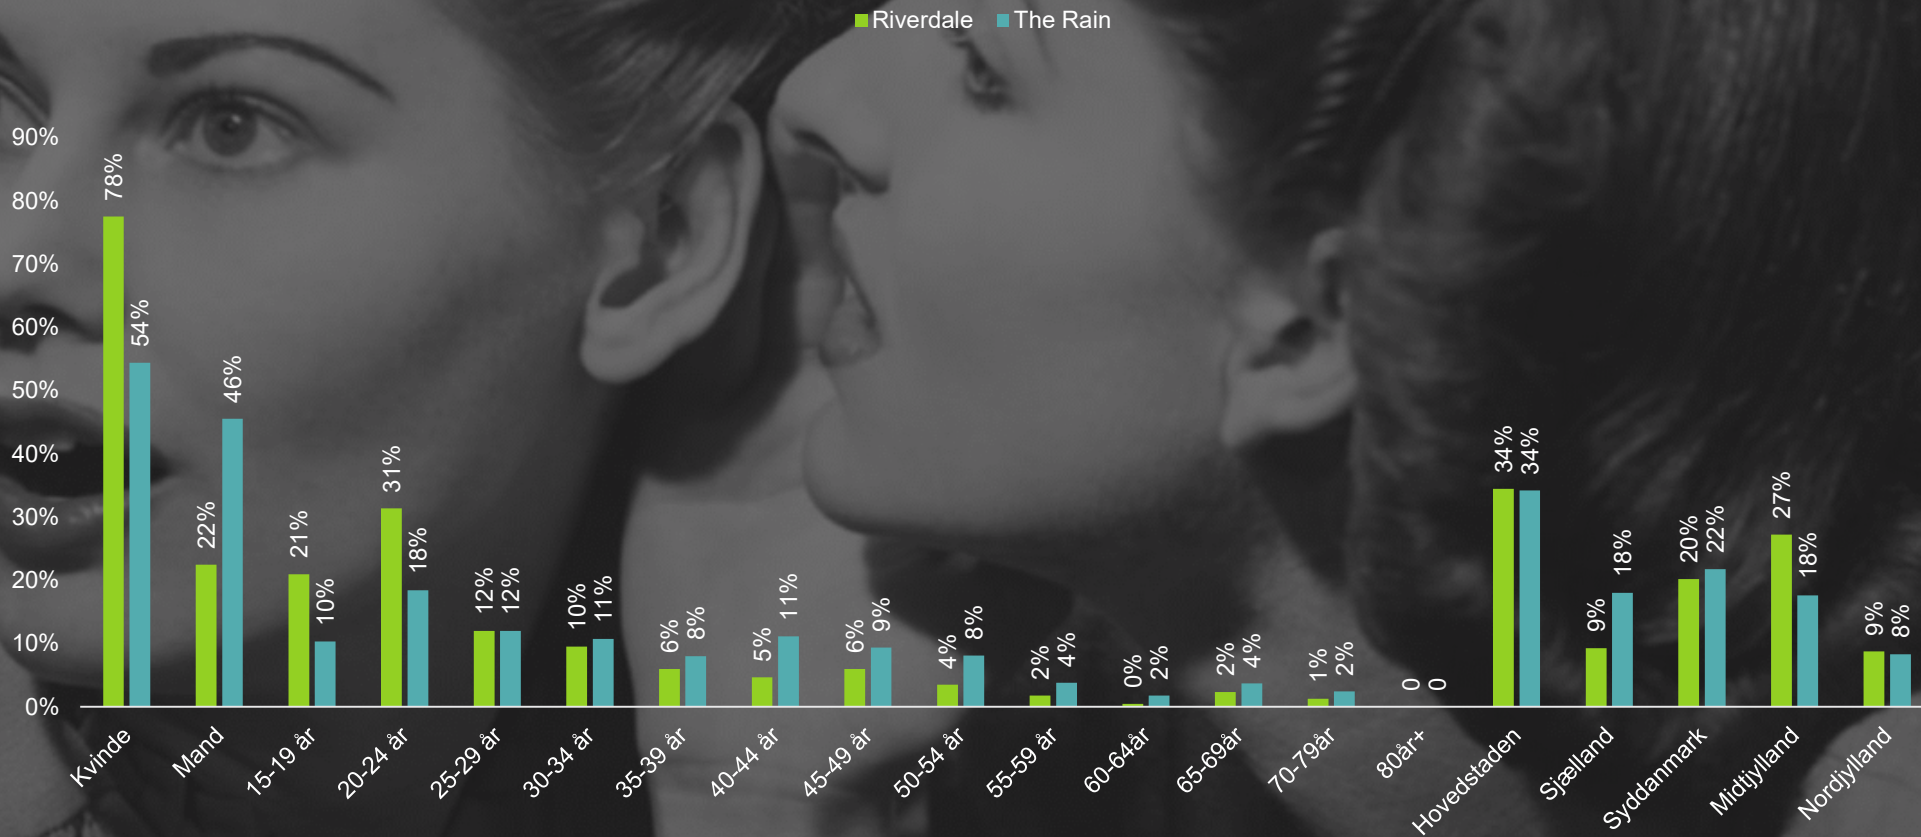 Riverdale The Rain
90%
80%
70%
60%
50%
40%
30%
20%
10%
0%
78% 54%
22% 46%
21% 10%
31% 18%
12% 12%
10% 11%
6% 8%
5% 11%
6% 9%
4% 8%
2% 4%
0% 2%
2% 4%
1% 2%
0 0
34% 34%
9% 18%
20% 22%
27% 18%
9% 8%
Kvinde
Mand
15-19 år
20-24 år
25-29 år
30-34 år
35-39 år
40-44 år
45-49 år
50-54 år
55-59 år
60-64år
65-69år
70-79år
80år+
Hovedstaden
Sjælland
Syddanmark
Midtjylland
Nordjylland